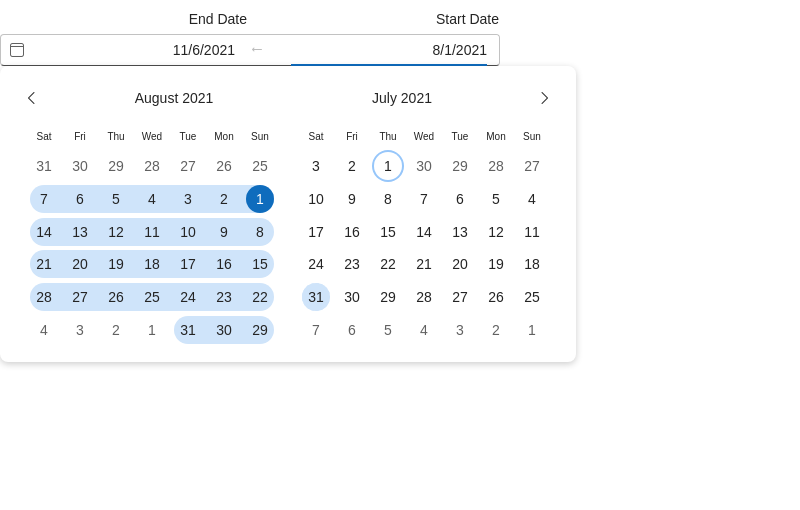 End Date Start Date
11/6/2021 ← 8/1/2021
August 2021 July 2021
Sat Fri Thu Wed Tue Mon Sun Sat Fri Thu Wed Tue Mon Sun
31 30 29 28 27 26 25 3 2 1 30 29 28 27
7 6 5 4 3 2 1 10 9 8 7 6 5 4
14 13 12 11 10 9 8 17 16 15 14 13 12 11
21 20 19 18 17 16 15 24 23 22 21 20 19 18
28 27 26 25 24 23 22 31 30 29 28 27 26 25
4 3 2 1 31 30 29 7 6 5 4 3 2 1